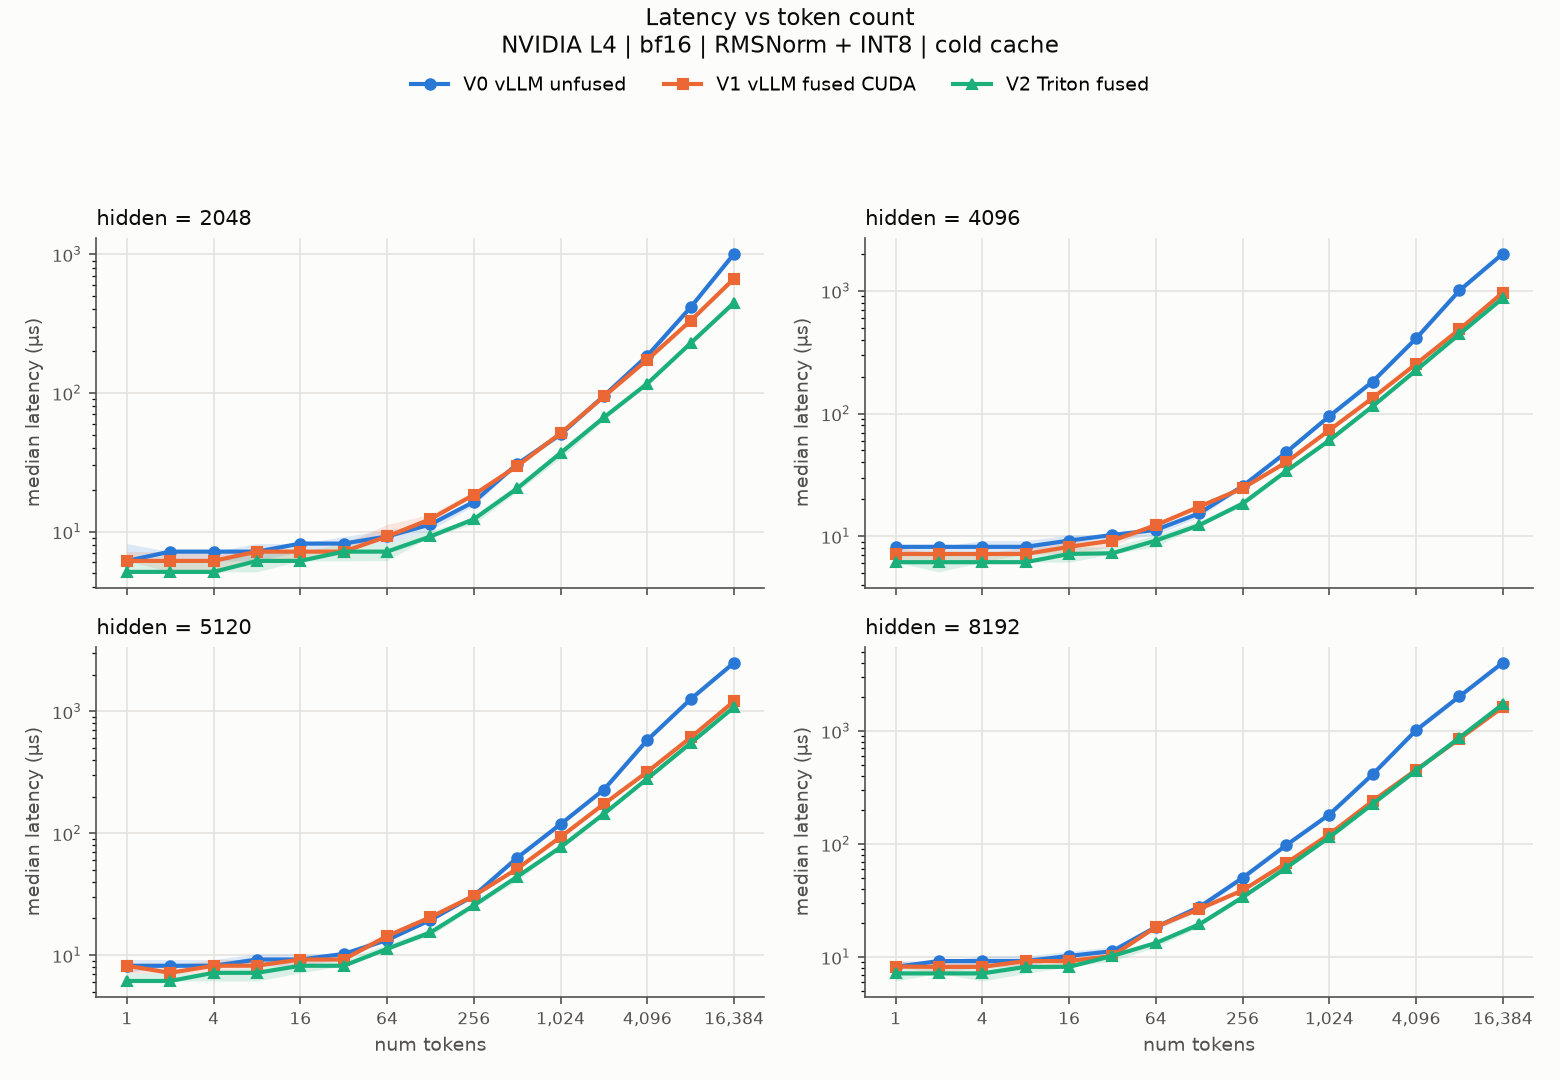 Latency vs token count
NVIDIA L4 | bf16 | RMSNorm + INT8 | cold cache
V0 vLLM unfused
V1 vLLM fused CUDA
V2 Triton fused
hidden = 2048
median latency (µs)
10³
10²
10¹
hidden = 4096
median latency (µs)
10³
10²
10¹
hidden = 5120
median latency (µs)
10³
10²
10¹
1 4 16 64 256 1,024 4,096 16,384
num tokens
hidden = 8192
median latency (µs)
10³
10²
10¹
1 4 16 64 256 1,024 4,096 16,384
num tokens